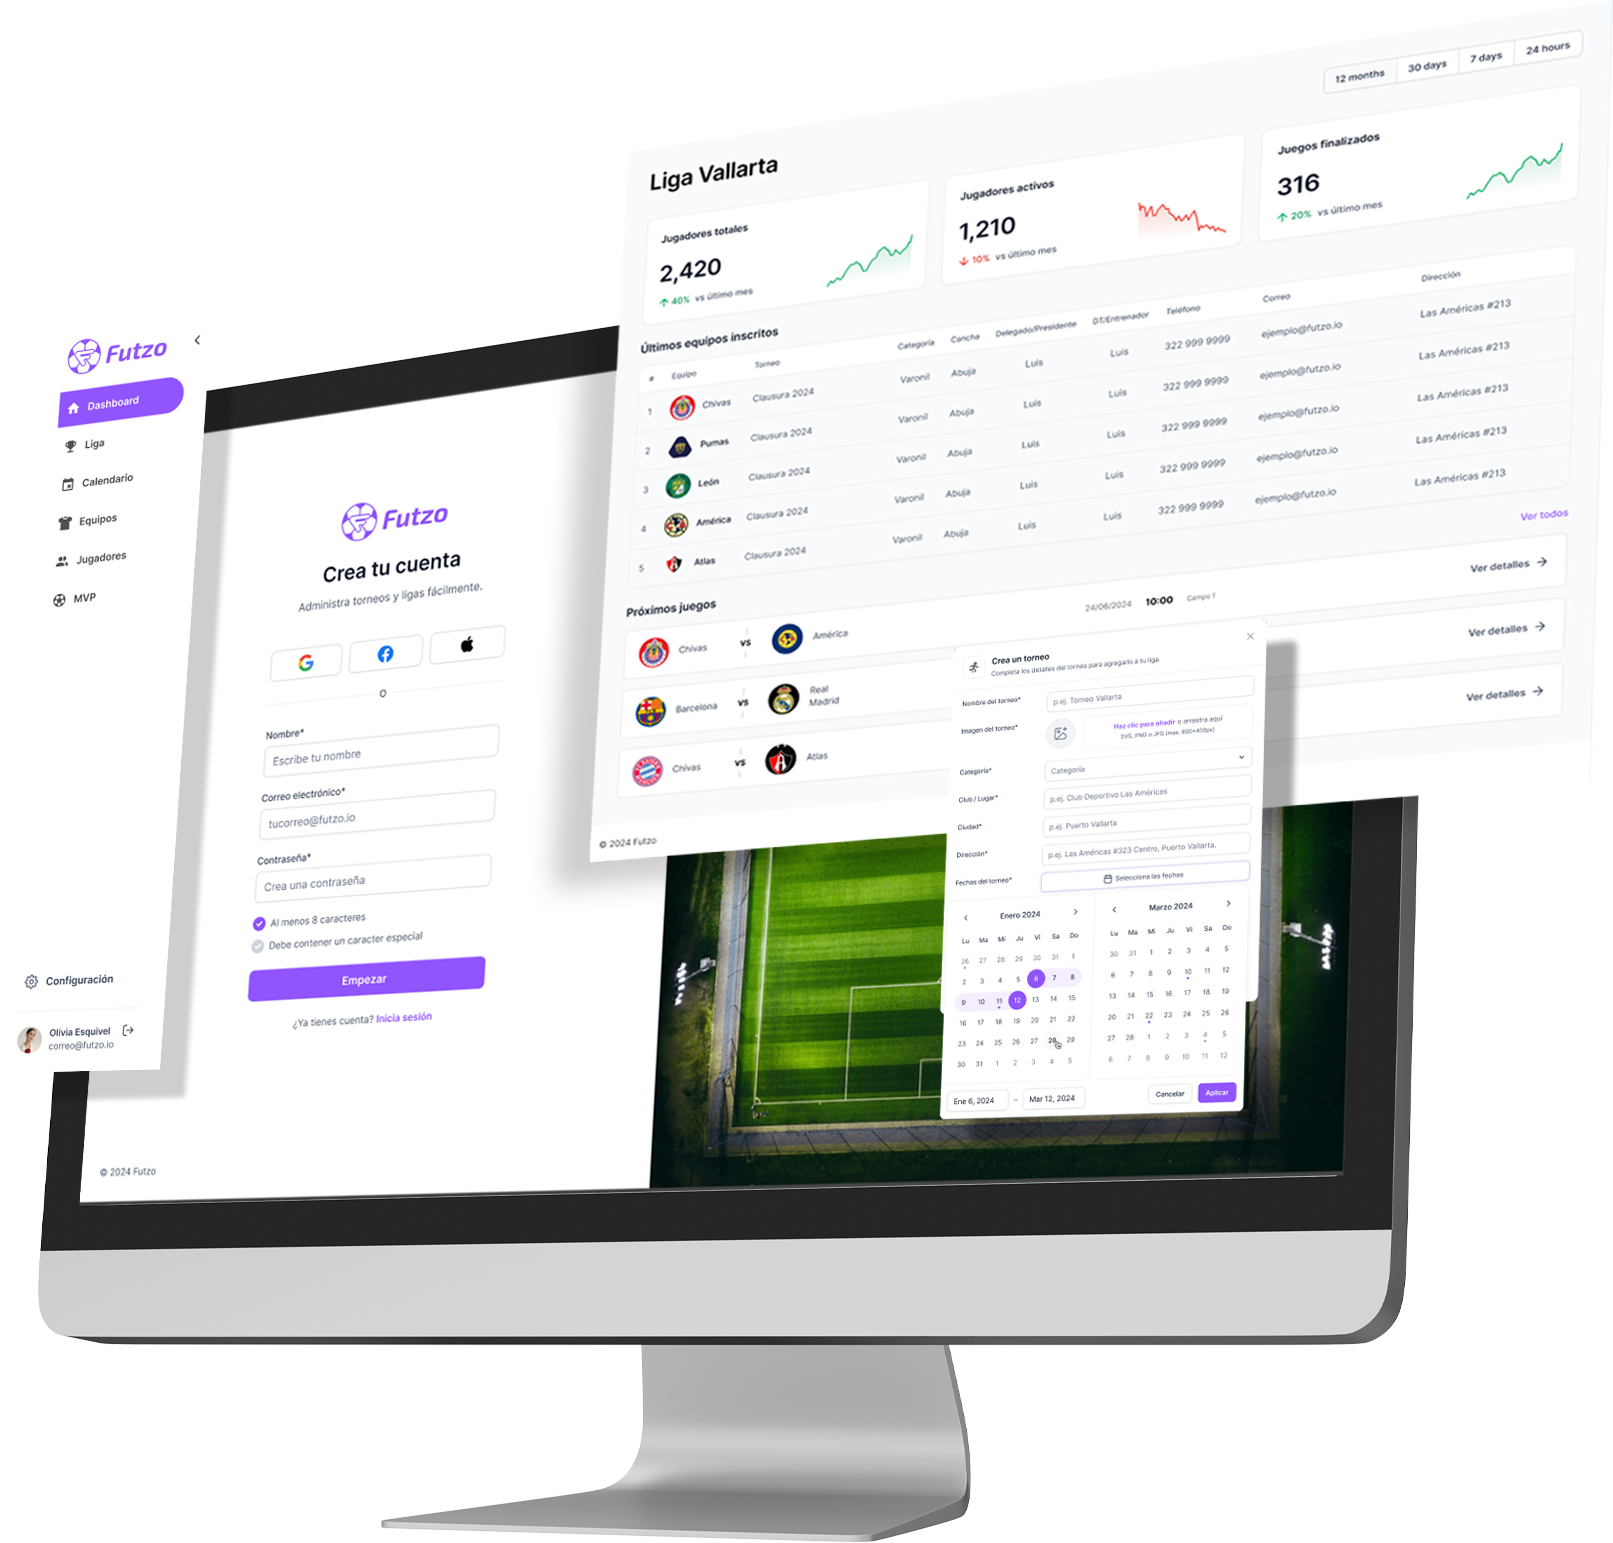 Futzo
Dashboard
Liga
Calendario
Equipos
Jugadores
MVP
Configuración
Olivia Esquivel
correo@futzo.io
Futzo
Crea tu cuenta
Administra torneos y ligas fácilmente.
O
Nombre*
Escribe tu nombre
Correo electrónico*
tucorreo@futzo.io
Contraseña*
Crea una contraseña
Al menos 8 caracteres
Debe contener un caracter especial
Empezar
¿Ya tienes cuenta? Inicia sesión
© 2024 Futzo
12 months 30 days 7 days 24 hours
Liga Vallarta
Jugadores totales
2,420
40% vs último mes
Jugadores activos
1,210
10% vs último mes
Juegos finalizados
316
20% vs último mes
Últimos equipos inscritos
# Equipo Torneo Categoría Cancha Delegado/Presidente DT/Entrenador Teléfono Correo Dirección
1 Chivas Clausura 2024 Varonil Abuja Luis Luis 322 999 9999 ejemplo@futzo.io Las Américas #213
2 Pumas Clausura 2024 Varonil Abuja Luis Luis 322 999 9999 ejemplo@futzo.io Las Américas #213
3 León Clausura 2024 Varonil Abuja Luis Luis 322 999 9999 ejemplo@futzo.io Las Américas #213
4 América Clausura 2024 Varonil Abuja Luis Luis 322 999 9999 ejemplo@futzo.io Las Américas #213
5 Atlas Clausura 2024 Varonil Abuja Luis Luis 322 999 9999 ejemplo@futzo.io Las Américas #213
Ver todos
Próximos juegos
Chivas vs América 24/06/2024 10:00 Campo 1 Ver detalles
Barcelona vs Real Madrid Ver detalles
Chivas vs Atlas Ver detalles
© 2024 Futzo
Crea un torneo
Completa los detalles del torneo para agregarlo a tu liga.
Nombre del torneo*
p.ej. Torneo Vallarta
Imagen del torneo*
Haz clic para añadir o arrastra aquí
SVG, PNG o JPG (max. 800×400px)
Categoría*
Categoría
Club / Lugar*
p.ej. Club Deportivo Las Américas
Ciudad*
p.ej. Puerto Vallarta
Dirección*
p.ej. Las Américas #323 Centro, Puerto Vallarta.
Fechas del torneo*
Selecciona las fechas
Enero 2024
Lu Ma Mi Ju Vi Sa Do
26 27 28 29 30 31 1
2 3 4 5 6 7 8
9 10 11 12 13 14 15
16 17 18 19 20 21 22
23 24 25 26 27 28 29
30 31 1 2 3 4 5
Marzo 2024
Lu Ma Mi Ju Vi Sa Do
30 31 1 2 3 4 5
6 7 8 9 10 11 12
13 14 15 16 17 18 19
20 21 22 23 24 25 26
27 28 1 2 3 4 5
6 7 8 9 10 11 12
Ene 6, 2024 – Mar 12, 2024
Cancelar
Aplicar